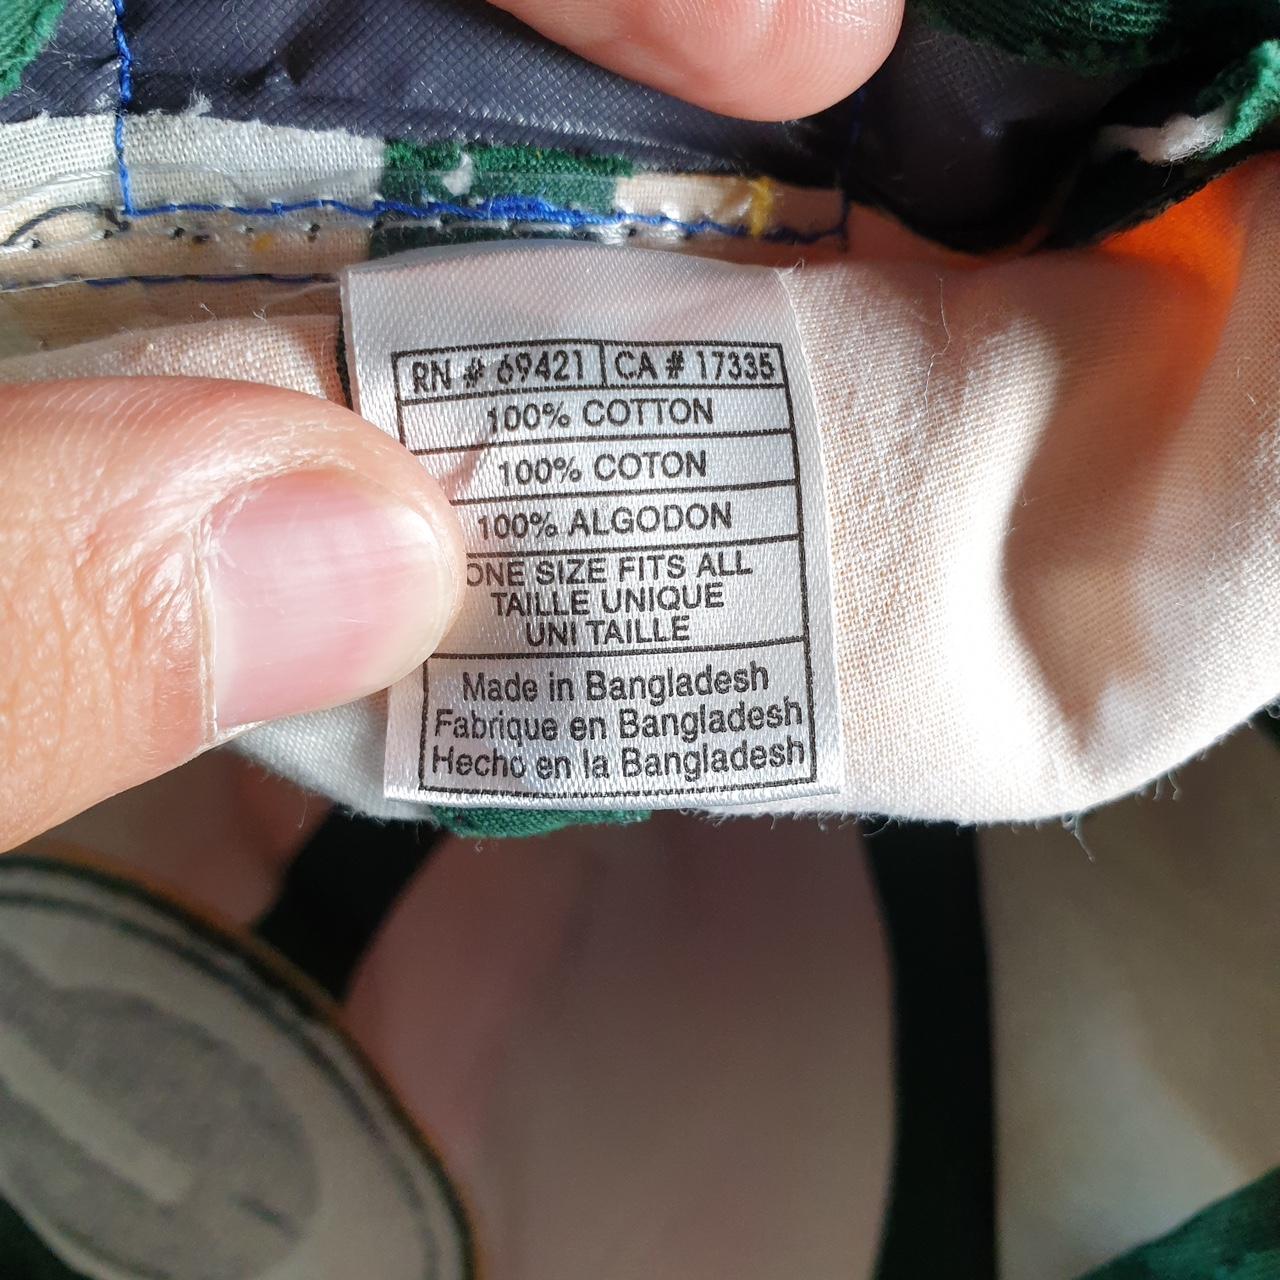 RN # 69421 CA # 17335
100% COTTON
100% COTON
100% ALGODON
ONE SIZE FITS ALL
TAILLE UNIQUE
UNI TAILLE
Made in Bangladesh
Fabrique en Bangladesh
Hecho en la Bangladesh